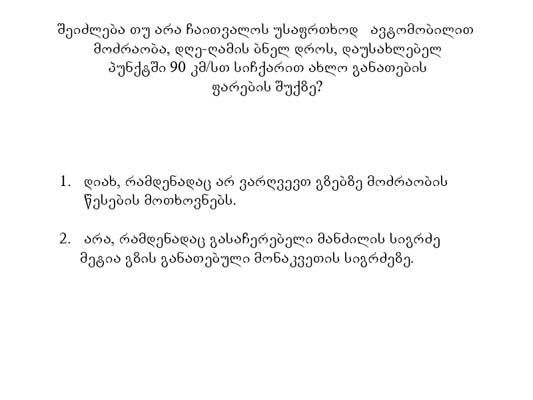 შეიძლება თუ არა ჩაითვალოს უსაფრთხოდ ავტომობილით
მოძრაობა, დღე-ღამის ბნელ დროს, დაუსახლებელ
პუნქტში 90 კმ/სთ სიჩქარით ახლო განათების
ფარების შუქზე?
1. დიახ, რამდენადაც არ ვარღვევთ გზებზე მოძრაობის
წესების მოთხოვნებს.
2. არა, რამდენადაც გასაჩერებელი მანძილის სიგრძე
მეტია გზის განათებული მონაკვეთის სიგრძეზე.